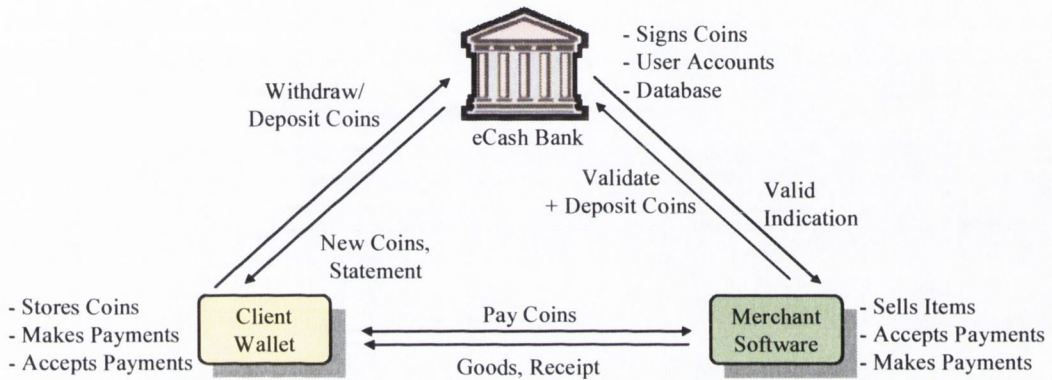 - Signs Coins
- User Accounts
- Database
eCash Bank
Withdraw/
Deposit Coins
Validate
+ Deposit Coins
Valid
Indication
New Coins,
Statement
- Stores Coins
- Makes Payments
- Accepts Payments
Client
Wallet
Pay Coins
Goods, Receipt
Merchant
Software
- Sells Items
- Accepts Payments
- Makes Payments